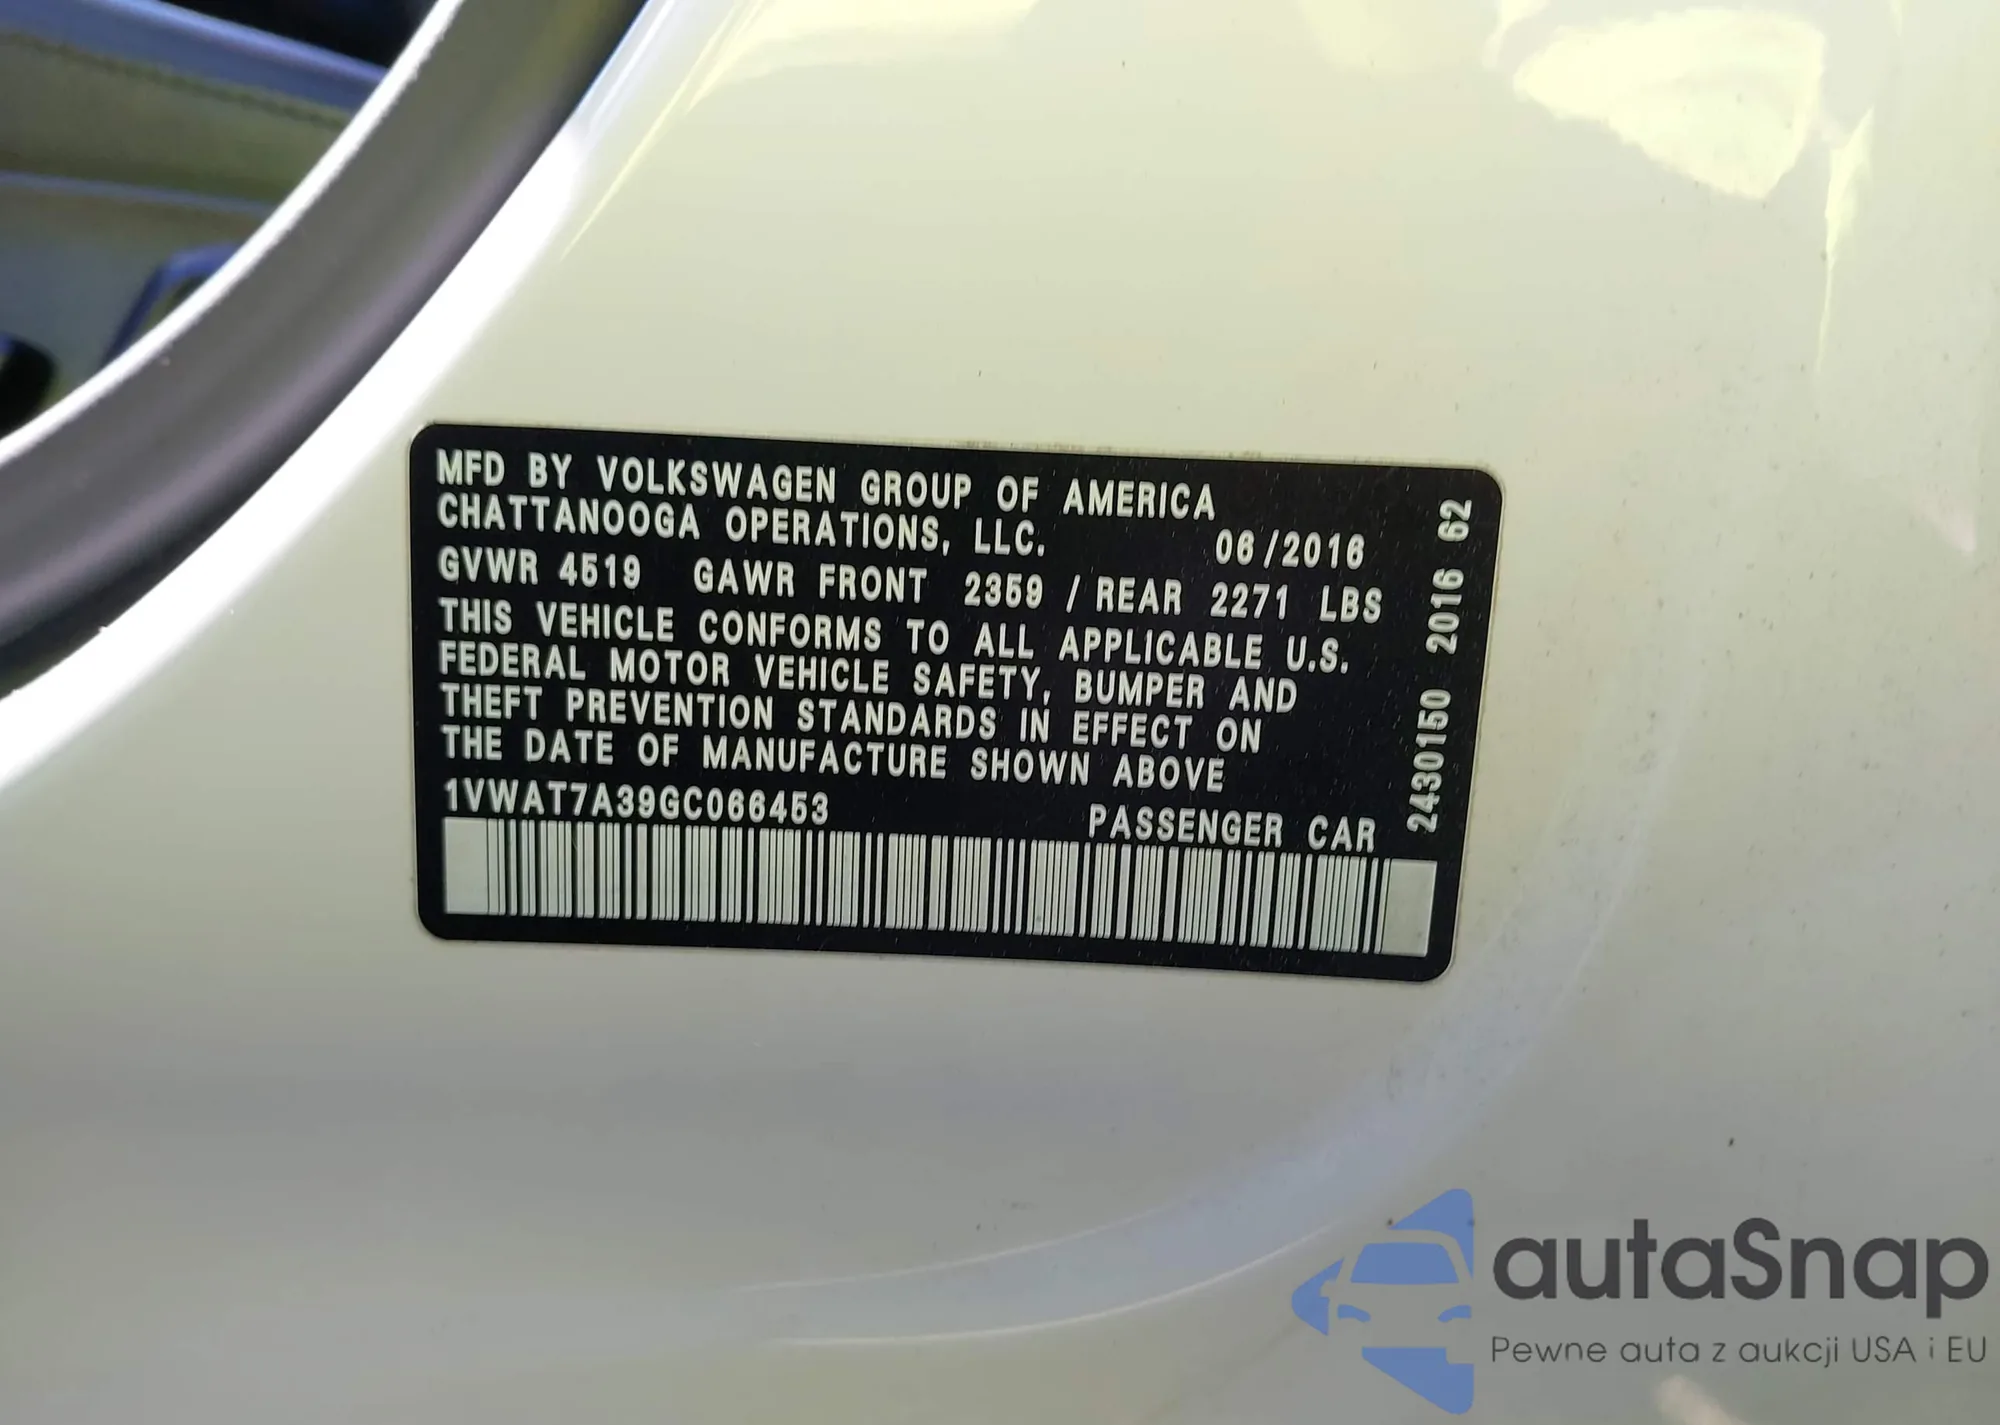 MFD BY VOLKSWAGEN GROUP OF AMERICA
CHATTANOOGA OPERATIONS, LLC. 06/2016
GVWR 4519 GAWR FRONT 2359 / REAR 2271 LBS
THIS VEHICLE CONFORMS TO ALL APPLICABLE U.S.
FEDERAL MOTOR VEHICLE SAFETY, BUMPER AND
THEFT PREVENTION STANDARDS IN EFFECT ON
THE DATE OF MANUFACTURE SHOWN ABOVE
1VWAT7A39GC066453 PASSENGER CAR
2430150 2016 62
autaSnap
Pewne auta z aukcji USA i EU